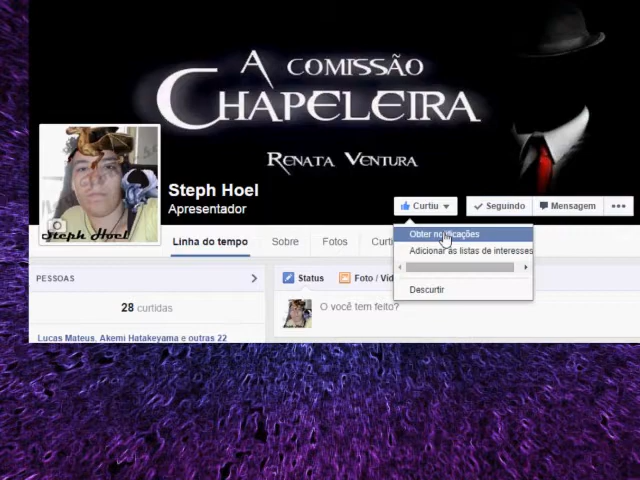 A COMISSÃO
CHAPELEIRA
RENATA VENTURA
Steph Hoel
Apresentador
Steph Hoel
Curtiu
Seguindo
Mensagem
Linha do tempo
Sobre
Fotos
Obter notificações
Adicionar às listas de interesses
Descurtir
PESSOAS
28 curtidas
Lucas Mateus, Akemi Hatakeyama e outras 22
Status
Foto / Víd
O você tem feito?